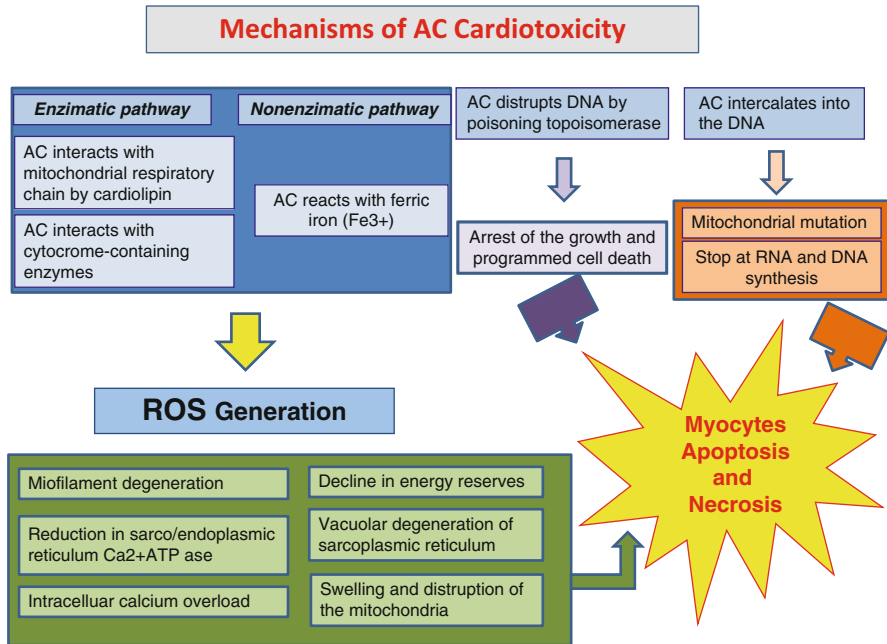 Mechanisms of AC Cardiotoxicity
Enzimatic pathway
Nonenzimatic pathway
AC interacts with
mitochondrial respiratory
chain by cardiolipin
AC interacts with
cytocrome-containing
enzymes
AC reacts with ferric
iron (Fe3+)
AC distrupts DNA by
poisoning topoisomerase
AC intercalates into
the DNA
Arrest of the growth and
programmed cell death
Mitochondrial mutation
Stop at RNA and DNA
synthesis
ROS Generation
Miofilament degeneration
Reduction in sarco/endoplasmic
reticulum Ca2+ATP ase
Intracelluar calcium overload
Decline in energy reserves
Vacuolar degeneration of
sarcoplasmic reticulum
Swelling and distruption of
the mitochondria
Myocytes
Apoptosis
and
Necrosis